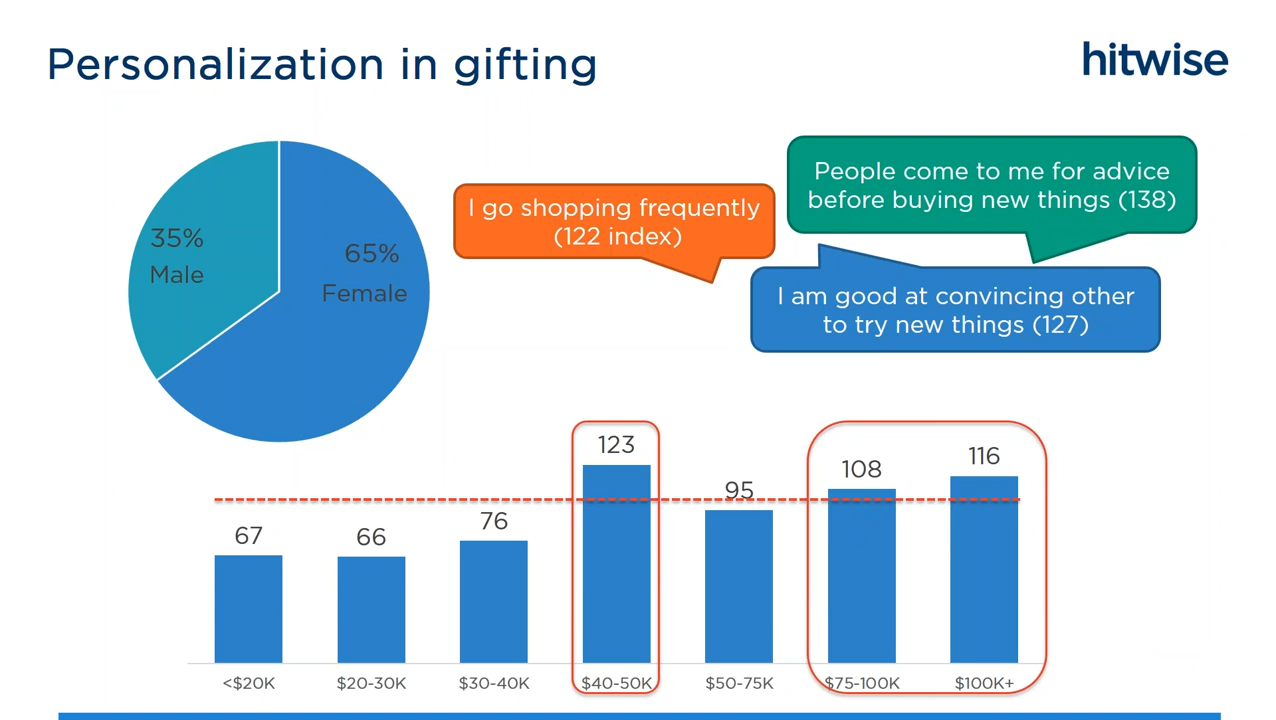 Personalization in gifting
hitwise
35%
Male
65%
Female
I go shopping frequently
(122 index)
People come to me for advice
before buying new things (138)
I am good at convincing other
to try new things (127)
67
66
76
123
95
108
116
<$20K
$20-30K
$30-40K
$40-50K
$50-75K
$75-100K
$100K+